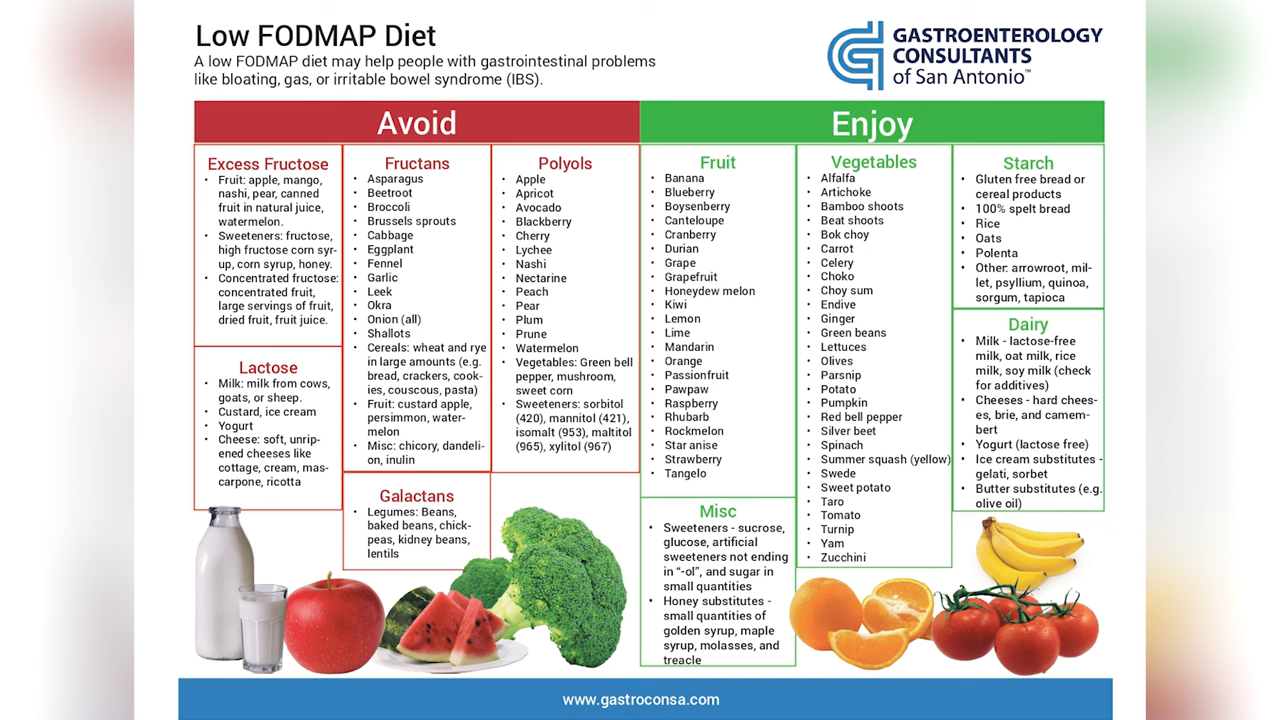 Low FODMAP Diet
A low FODMAP diet may help people with gastrointestinal problems
like bloating, gas, or irritable bowel syndrome (IBS).
GASTROENTEROLOGY
CONSULTANTS
of San Antonio™
Avoid
Excess Fructose
• Fruit: apple, mango,
nashi, pear, canned
fruit in natural juice,
watermelon.
• Sweeteners: fructose,
high fructose corn syr-
up, corn syrup, honey.
• Concentrated fructose:
concentrated fruit,
large servings of fruit,
dried fruit, fruit juice.
Lactose
• Milk: milk from cows,
goats, or sheep.
• Custard, ice cream
• Yogurt
• Cheese: soft, unrip-
ened cheeses like
cottage, cream, mas-
carpone, ricotta
Fructans
• Asparagus
• Beetroot
• Broccoli
• Brussels sprouts
• Cabbage
• Eggplant
• Fennel
• Garlic
• Leek
• Okra
• Onion (all)
• Shallots
• Cereals: wheat and rye
in large amounts (e.g.
bread, crackers, cook-
ies, couscous, pasta)
• Fruit: custard apple,
persimmon, water-
melon
• Misc: chicory, dandeli-
on, inulin
Galactans
• Legumes: Beans,
baked beans, chick-
peas, kidney beans,
lentils
Polyols
• Apple
• Apricot
• Avocado
• Blackberry
• Cherry
• Lychee
• Nashi
• Nectarine
• Peach
• Pear
• Plum
• Prune
• Watermelon
• Vegetables: Green bell
pepper, mushroom,
sweet corn
• Sweeteners: sorbitol
(420), mannitol (421),
isomalt (953), maltitol
(965), xylitol (967)
Enjoy
Fruit
• Banana
• Blueberry
• Boysenberry
• Canteloupe
• Cranberry
• Durian
• Grape
• Grapefruit
• Honeydew melon
• Kiwi
• Lemon
• Lime
• Mandarin
• Orange
• Passionfruit
• Pawpaw
• Raspberry
• Rhubarb
• Rockmelon
• Star anise
• Strawberry
• Tangelo
Misc
• Sweeteners - sucrose,
glucose, artificial
sweeteners not ending
in “-ol”, and sugar in
small quantities
• Honey substitutes -
small quantities of
golden syrup, maple
syrup, molasses, and
treacle
Vegetables
• Alfalfa
• Artichoke
• Bamboo shoots
• Beat shoots
• Bok choy
• Carrot
• Celery
• Choko
• Choy sum
• Endive
• Ginger
• Green beans
• Lettuces
• Olives
• Parsnip
• Potato
• Pumpkin
• Red bell pepper
• Silver beet
• Spinach
• Summer squash (yellow)
• Swede
• Sweet potato
• Taro
• Tomato
• Turnip
• Yam
• Zucchini
Starch
• Gluten free bread or
cereal products
• 100% spelt bread
• Rice
• Oats
• Polenta
• Other: arrowroot, mil-
let, psyllium, quinoa,
sorgum, tapioca
Dairy
• Milk - lactose-free
milk, oat milk, rice
milk, soy milk (check
for additives)
• Cheeses - hard chees-
es, brie, and camem-
bert
• Yogurt (lactose free)
• Ice cream substitutes -
gelati, sorbet
• Butter substitutes (e.g.
olive oil)
www.gastroconsa.com